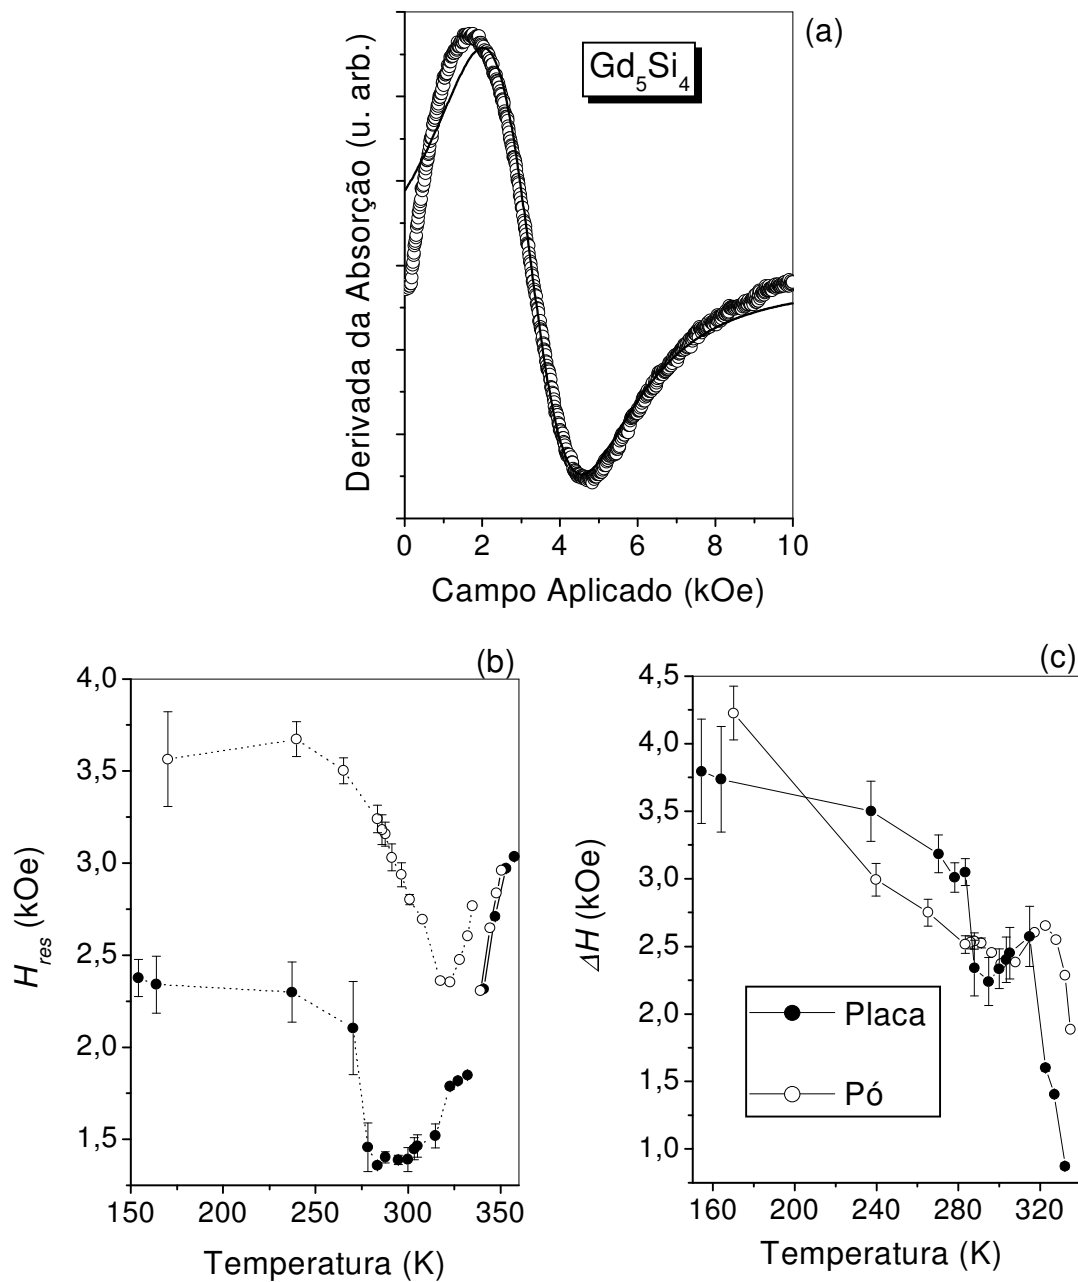 (a)
Gd5Si4
Derivada da Absorção (u. arb.)
0 2 4 6 8 10
Campo Aplicado (kOe)
(b)
4,0
3,5
3,0
2,5
2,0
1,5
Hres (kOe)
150 200 250 300 350
Temperatura (K)
(c)
4,5
4,0
3,5
3,0
2,5
2,0
1,5
1,0
ΔH (kOe)
Placa
Pó
160 200 240 280 320
Temperatura (K)